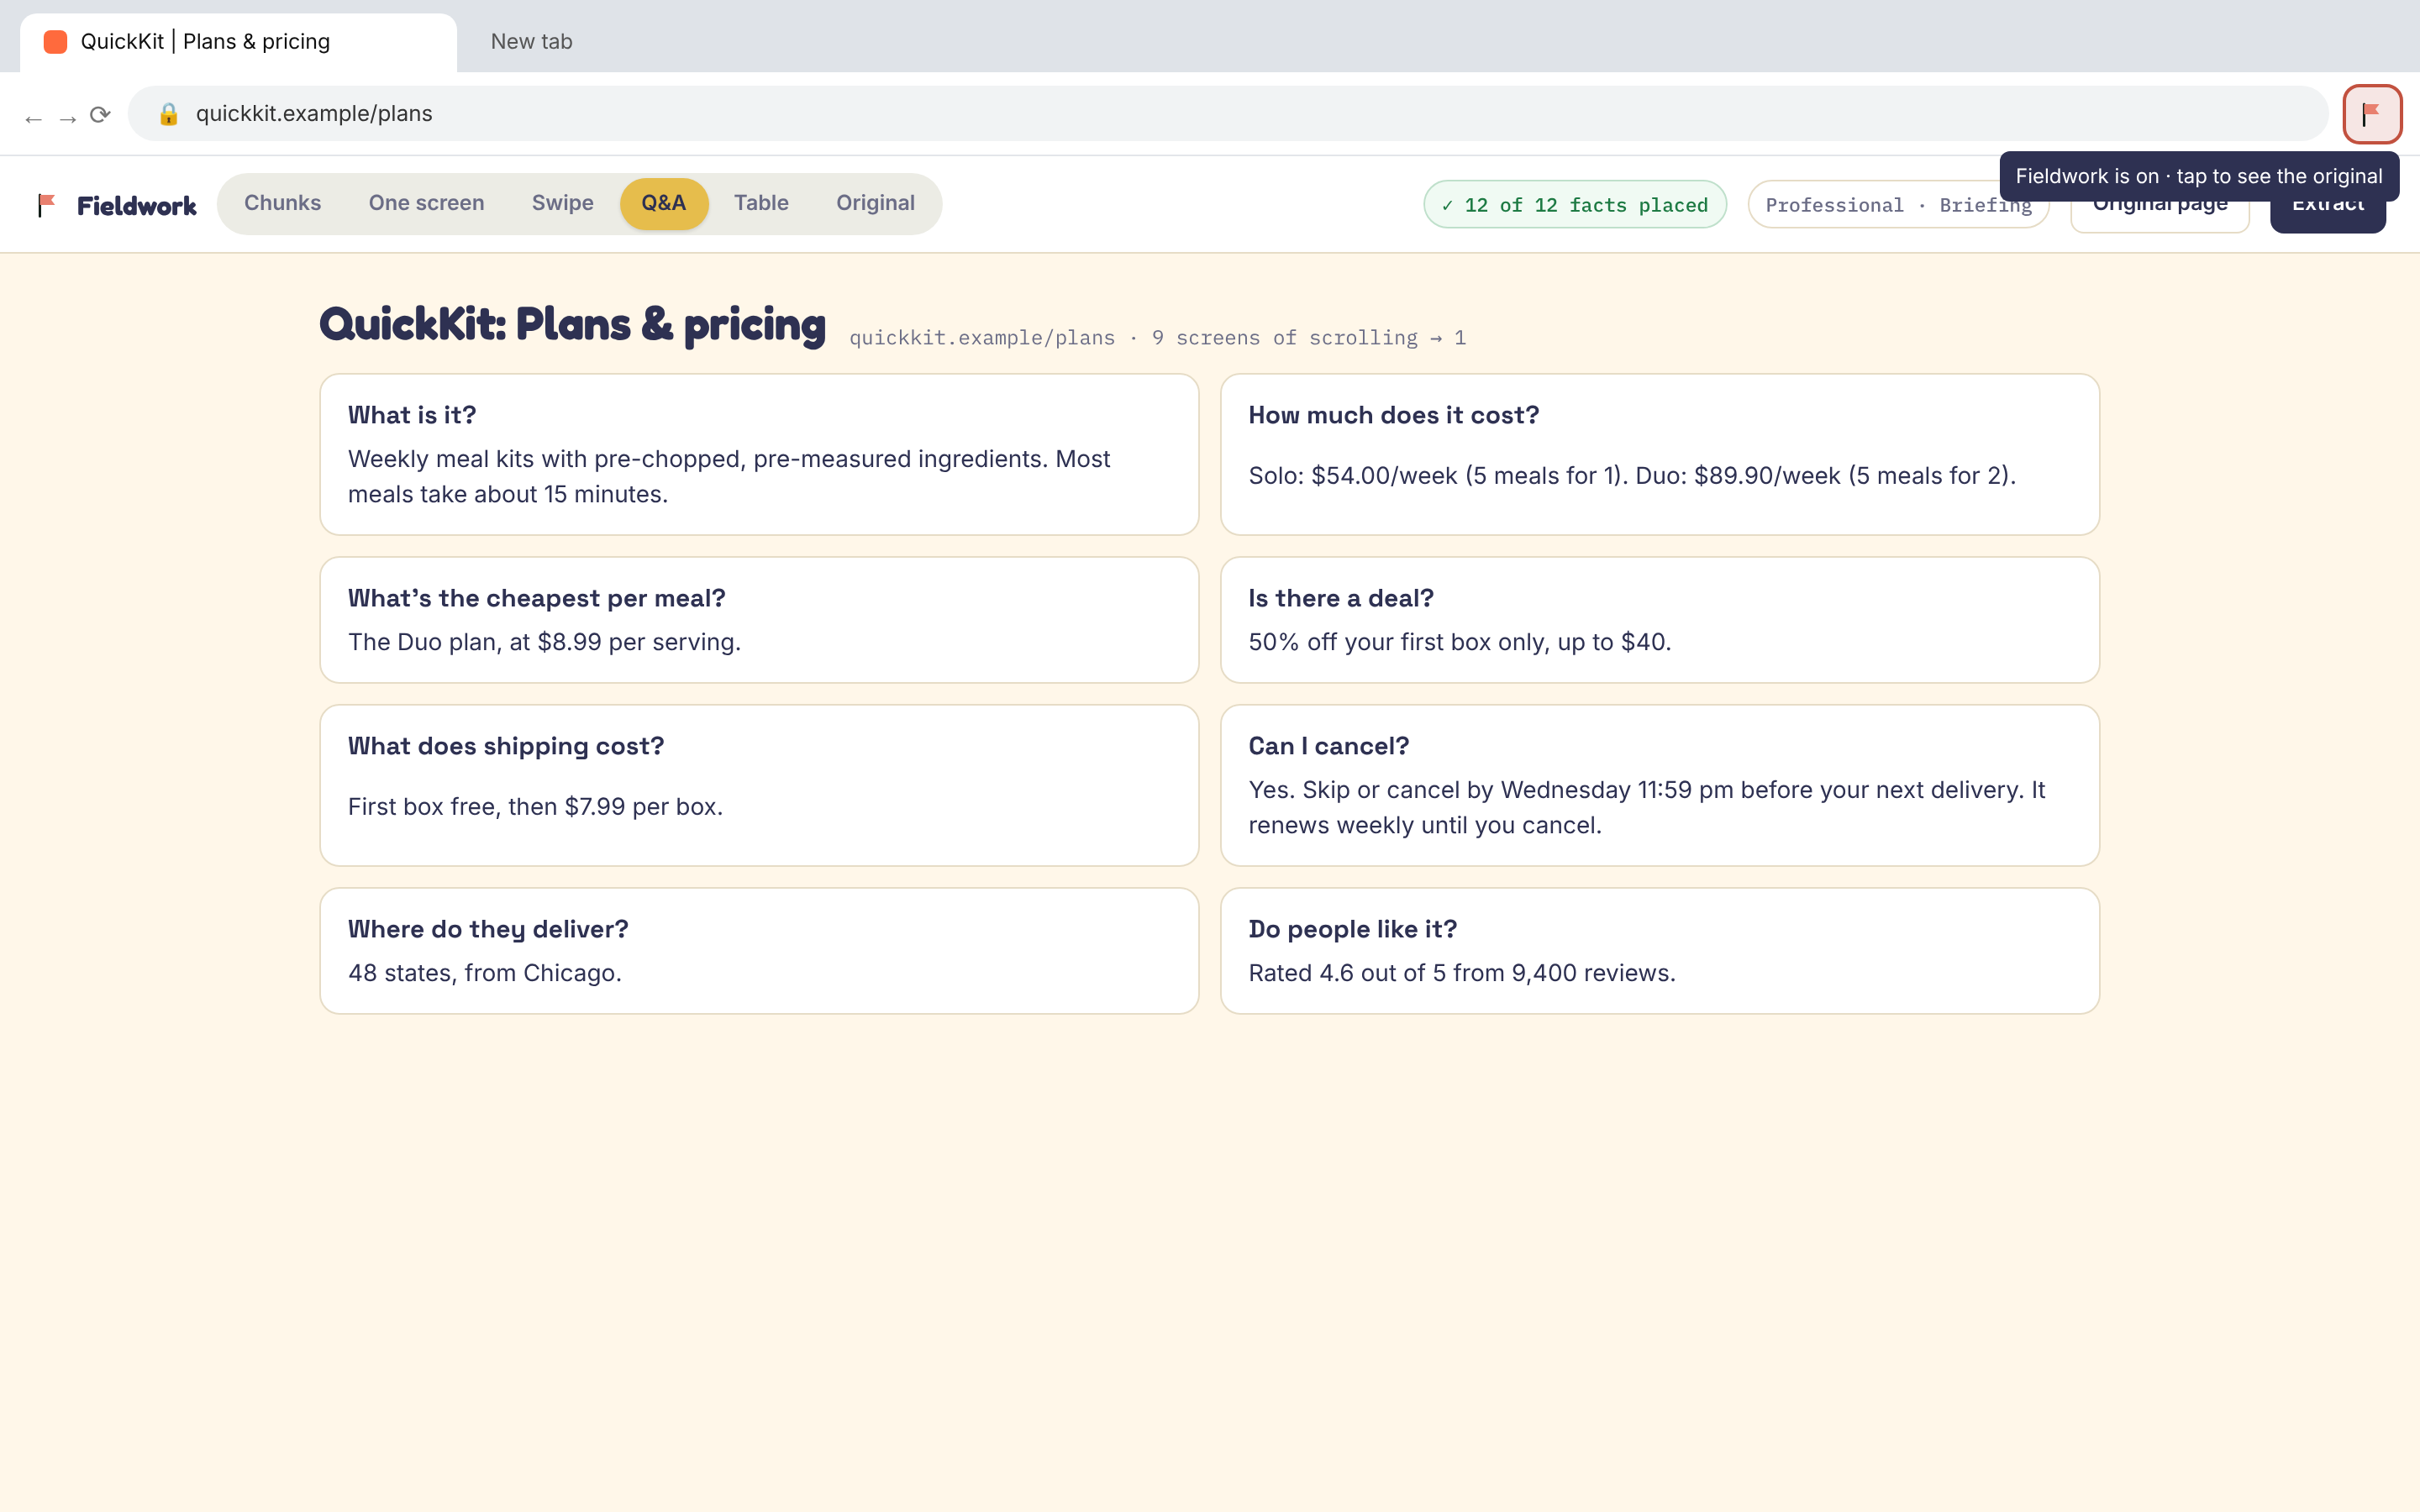 QuickKit | Plans & pricing
New tab
quickkit.example/plans
Fieldwork is on · tap to see the original
Fieldwork
Chunks
One screen
Swipe
Q&A
Table
Original
✓ 12 of 12 facts placed
Professional · Briefing
Original page
Extract
QuickKit: Plans & pricing
quickkit.example/plans · 9 screens of scrolling → 1
What is it?
Weekly meal kits with pre-chopped, pre-measured ingredients. Most
meals take about 15 minutes.
How much does it cost?
Solo: $54.00/week (5 meals for 1). Duo: $89.90/week (5 meals for 2).
What's the cheapest per meal?
The Duo plan, at $8.99 per serving.
Is there a deal?
50% off your first box only, up to $40.
What does shipping cost?
First box free, then $7.99 per box.
Can I cancel?
Yes. Skip or cancel by Wednesday 11:59 pm before your next delivery. It
renews weekly until you cancel.
Where do they deliver?
48 states, from Chicago.
Do people like it?
Rated 4.6 out of 5 from 9,400 reviews.